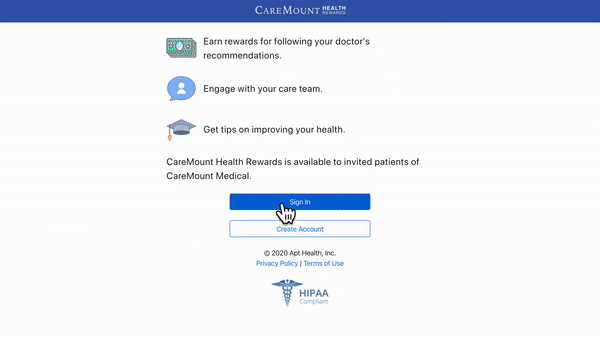 CAREMOUNT HEALTH
REWARDS
Earn rewards for following your doctor's
recommendations.
Engage with your care team.
Get tips on improving your health.
CareMount Health Rewards is available to invited patients of
CareMount Medical.
Sign In
Create Account
© 2020 Apt Health, Inc.
Privacy Policy | Terms of Use
HIPAA
Compliant